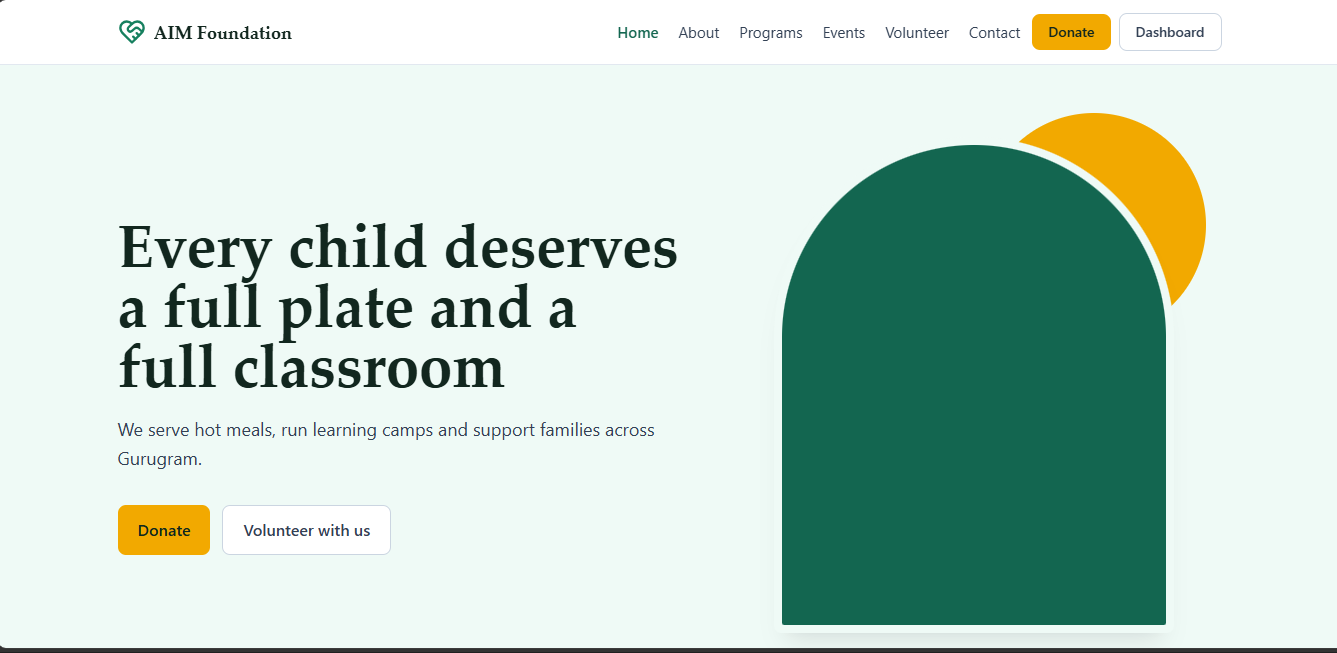 AIM Foundation
Home About Programs Events Volunteer Contact Donate Dashboard
Every child deserves
a full plate and a
full classroom
We serve hot meals, run learning camps and support families across
Gurugram.
Donate Volunteer with us